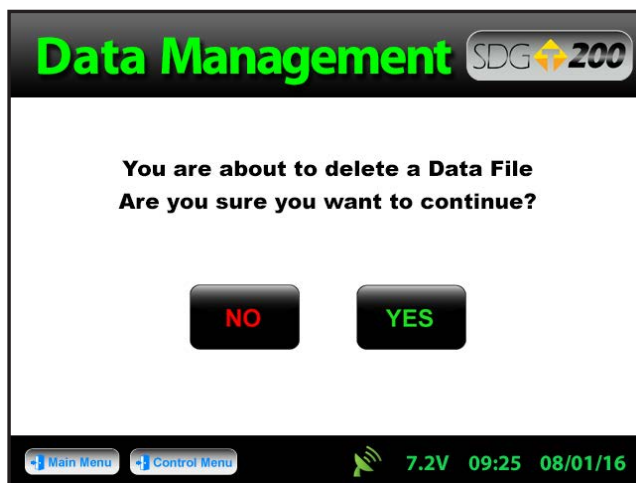 Data Management SDG 200
You are about to delete a Data File
Are you sure you want to continue?
NO YES
Main Menu Control Menu 7.2V 09:25 08/01/16